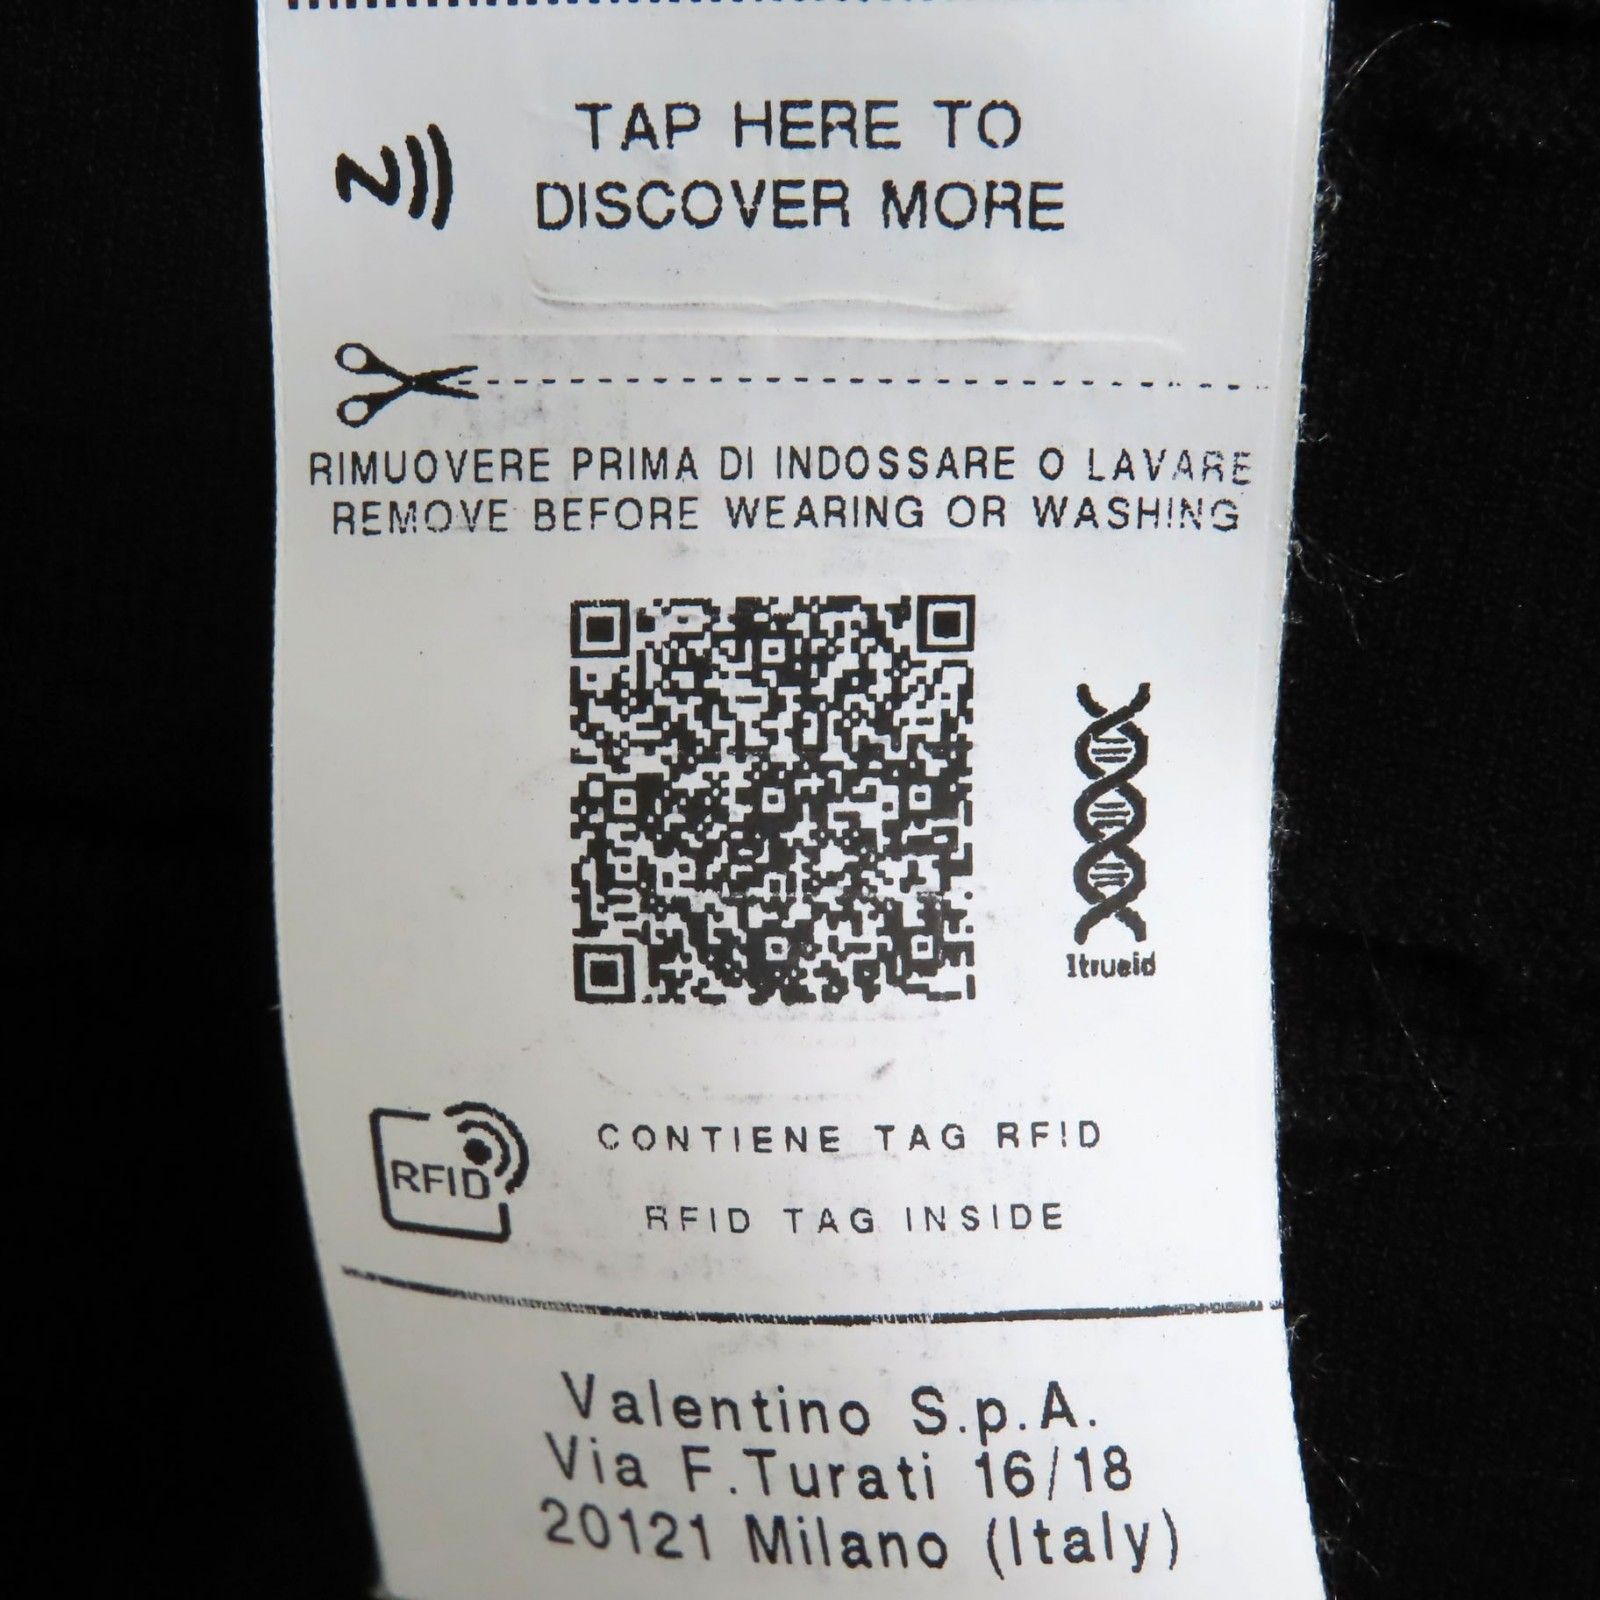 TAP HERE TO
DISCOVER MORE
RIMUOVERE PRIMA DI INDOSSARE O LAVARE
REMOVE BEFORE WEARING OR WASHING
1trueid
RFID
CONTIENE TAG RFID
RFID TAG INSIDE
Valentino S.p.A.
Via F.Turati 16/18
20121 Milano (Italy)